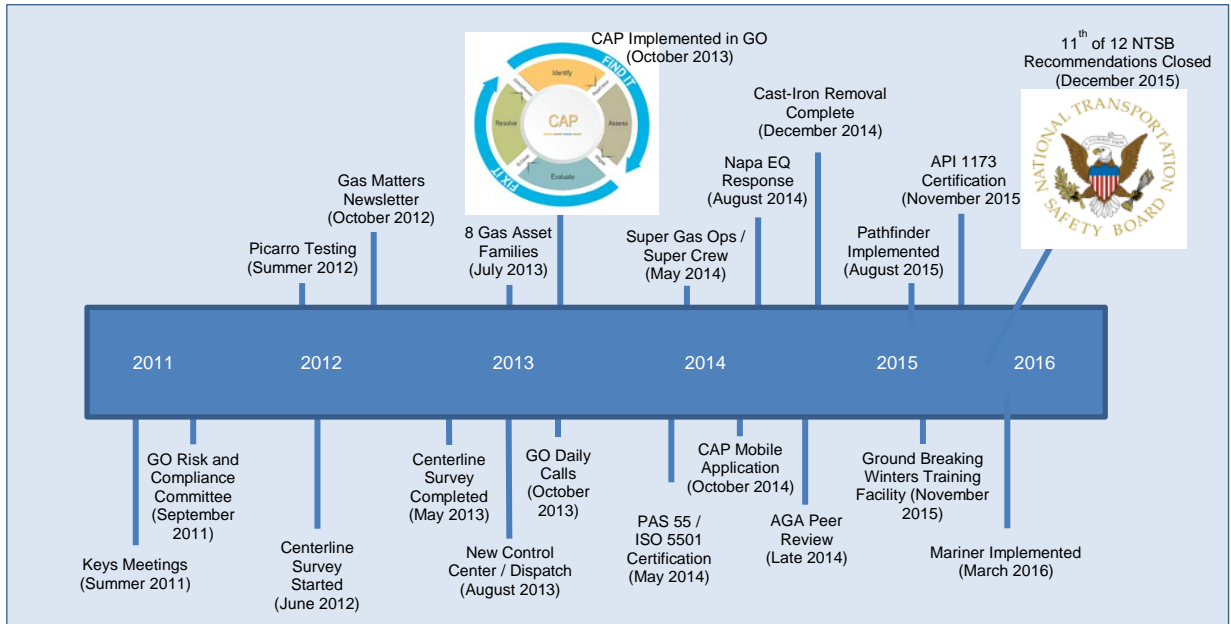 CAP Implemented in GO
(October 2013)
FIND IT
Identify
Assess
Evaluate
Resolve
CAP
FIX IT
11th of 12 NTSB
Recommendations Closed
(December 2015)
NATIONAL TRANSPORTATION
SAFETY BOARD
Cast-Iron Removal
Complete
(December 2014)
Gas Matters
Newsletter
(October 2012)
Napa EQ
Response
(August 2014)
API 1173
Certification
(November 2015
Picarro Testing
(Summer 2012)
8 Gas Asset
Families
(July 2013)
Super Gas Ops /
Super Crew
(May 2014)
Pathfinder
Implemented
(August 2015)
2011
2012
2013
2014
2015
2016
GO Risk and
Compliance
Committee
(September
2011)
Keys Meetings
(Summer 2011)
Centerline
Survey
Started
(June 2012)
Centerline
Survey
Completed
(May 2013)
New Control
Center / Dispatch
(August 2013)
GO Daily
Calls
(October
2013)
PAS 55 /
ISO 5501
Certification
(May 2014)
CAP Mobile
Application
(October 2014)
AGA Peer
Review
(Late 2014)
Ground Breaking
Winters Training
Facility (November
2015)
Mariner Implemented
(March 2016)